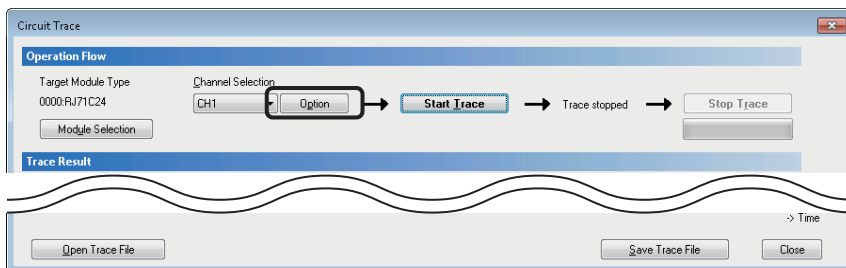 Circuit Trace
Operation Flow
Target Module Type
Channel Selection
0000:RJ71C24
CH1
Option
Start Trace
Trace stopped
Stop Trace
Module Selection
Trace Result
-> Time
Open Trace File
Save Trace File
Close